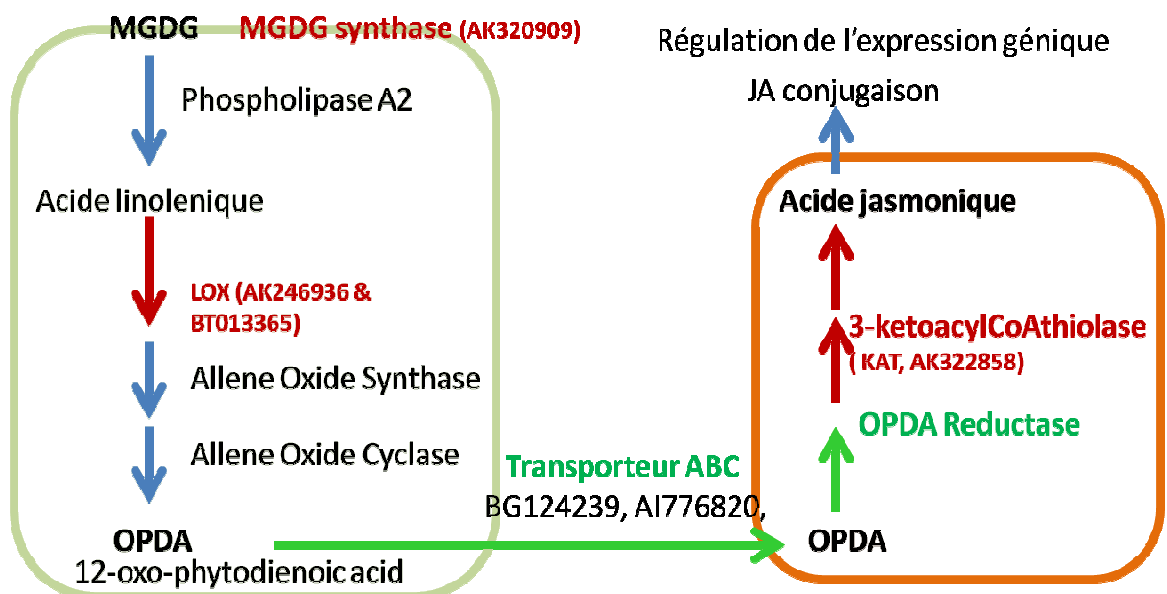 MGDG MGDG synthase (AK320909)
Phospholipase A2
Acide linolenique
LOX (AK246936 &
BT013365)
Allene Oxide Synthase
Allene Oxide Cyclase
OPDA
12-oxo-phytodienoic acid
Transporteur ABC
BG124239, AI776820,
Régulation de l’expression génique
JA conjugaison
Acide jasmonique
3-ketoacylCoAthiolase
( KAT, AK322858)
OPDA Reductase
OPDA